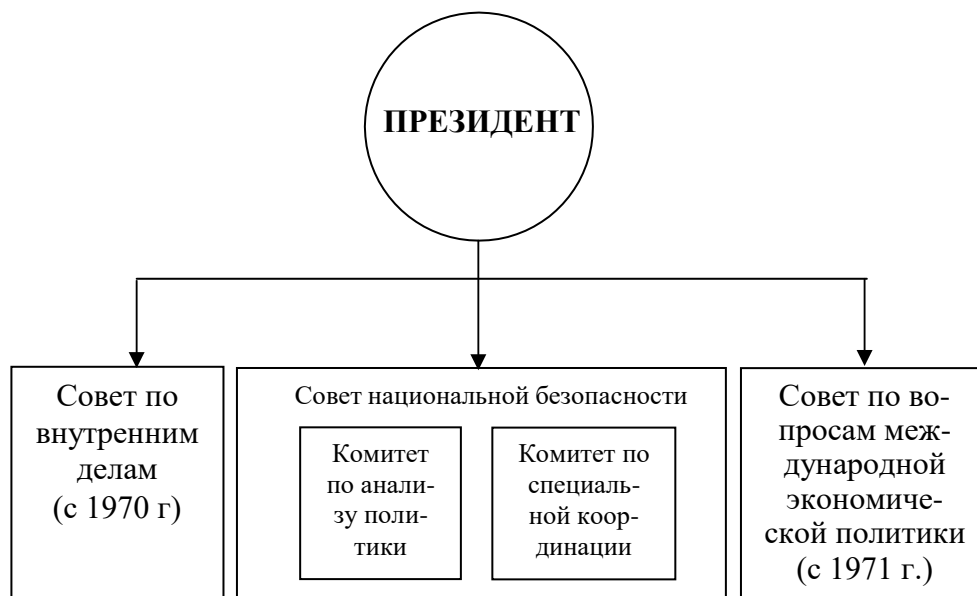 ПРЕЗИДЕНТ
Совет по
внутренним
делам
(с 1970 г)
Совет национальной безопасности
Комитет
по анали-
зу поли-
тики
Комитет по
специаль-
ной коор-
динации
Совет по во-
просам меж-
дународной
экономиче-
ской политики
(с 1971 г.)